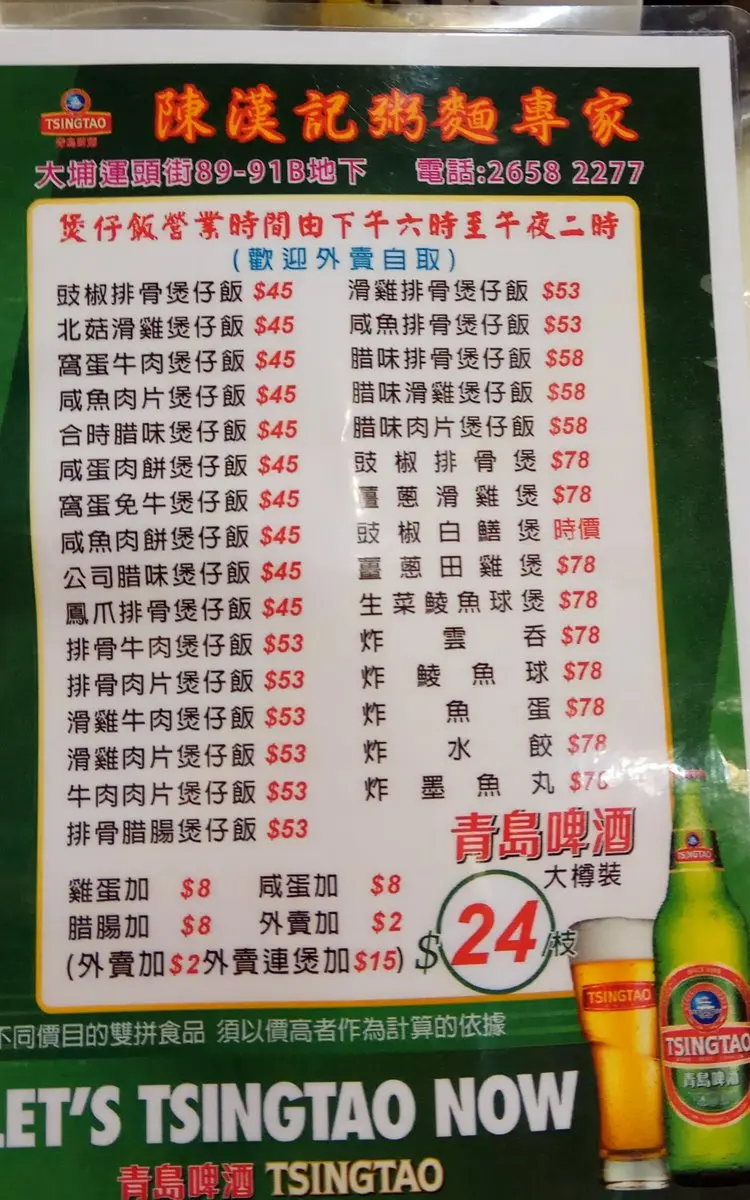 TSINGTAO
陳漢記粥麵專家
大埔運頭街89-91B地下 電話:2658 2277
煲仔飯營業時間由下午六時至午夜二時
(歡迎外賣自取)
豉椒排骨煲仔飯 $45
北菇滑雞煲仔飯 $45
窩蛋牛肉煲仔飯 $45
咸魚肉片煲仔飯 $45
合時腊味煲仔飯 $45
咸蛋肉餅煲仔飯 $45
窩蛋免牛煲仔飯 $45
咸魚肉餅煲仔飯 $45
公司腊味煲仔飯 $45
鳳爪排骨煲仔飯 $45
排骨牛肉煲仔飯 $53
排骨肉片煲仔飯 $53
滑雞牛肉煲仔飯 $53
滑雞肉片煲仔飯 $53
牛肉肉片煲仔飯 $53
排骨腊腸煲仔飯 $53
滑雞排骨煲仔飯 $53
咸魚排骨煲仔飯 $53
腊味排骨煲仔飯 $58
腊味滑雞煲仔飯 $58
腊味肉片煲仔飯 $58
豉椒排骨煲 $78
薑蔥滑雞煲 $78
豉椒白鱔煲 時價
薑蔥田雞煲 $78
生菜鯪魚球煲 $78
炸雲吞 $78
炸鯪魚球 $78
炸魚蛋 $78
炸水餃 $78
炸墨魚丸
雞蛋加 $8 咸蛋加 $8
腊腸加 $8 外賣加 $2
(外賣加$2外賣連煲加$15)
青島啤酒
大樽裝
$24/枝
不同價目的雙拼食品 須以價高者作為計算的依據
LET'S TSINGTAO NOW
青島啤酒 TSINGTAO
TSINGTAO
TSINGTAO
TSINGTAO
青島啤酒